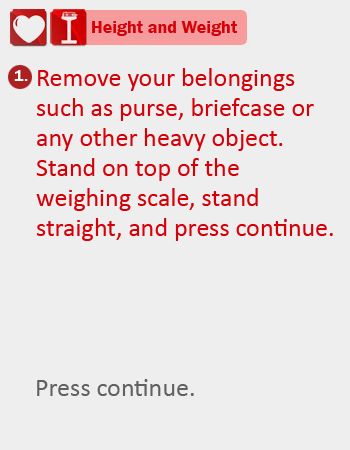 Height and Weight
1. Remove your belongings
such as purse, briefcase or
any other heavy object.
Stand on top of the
weighing scale, stand
straight, and press continue.
Press continue.